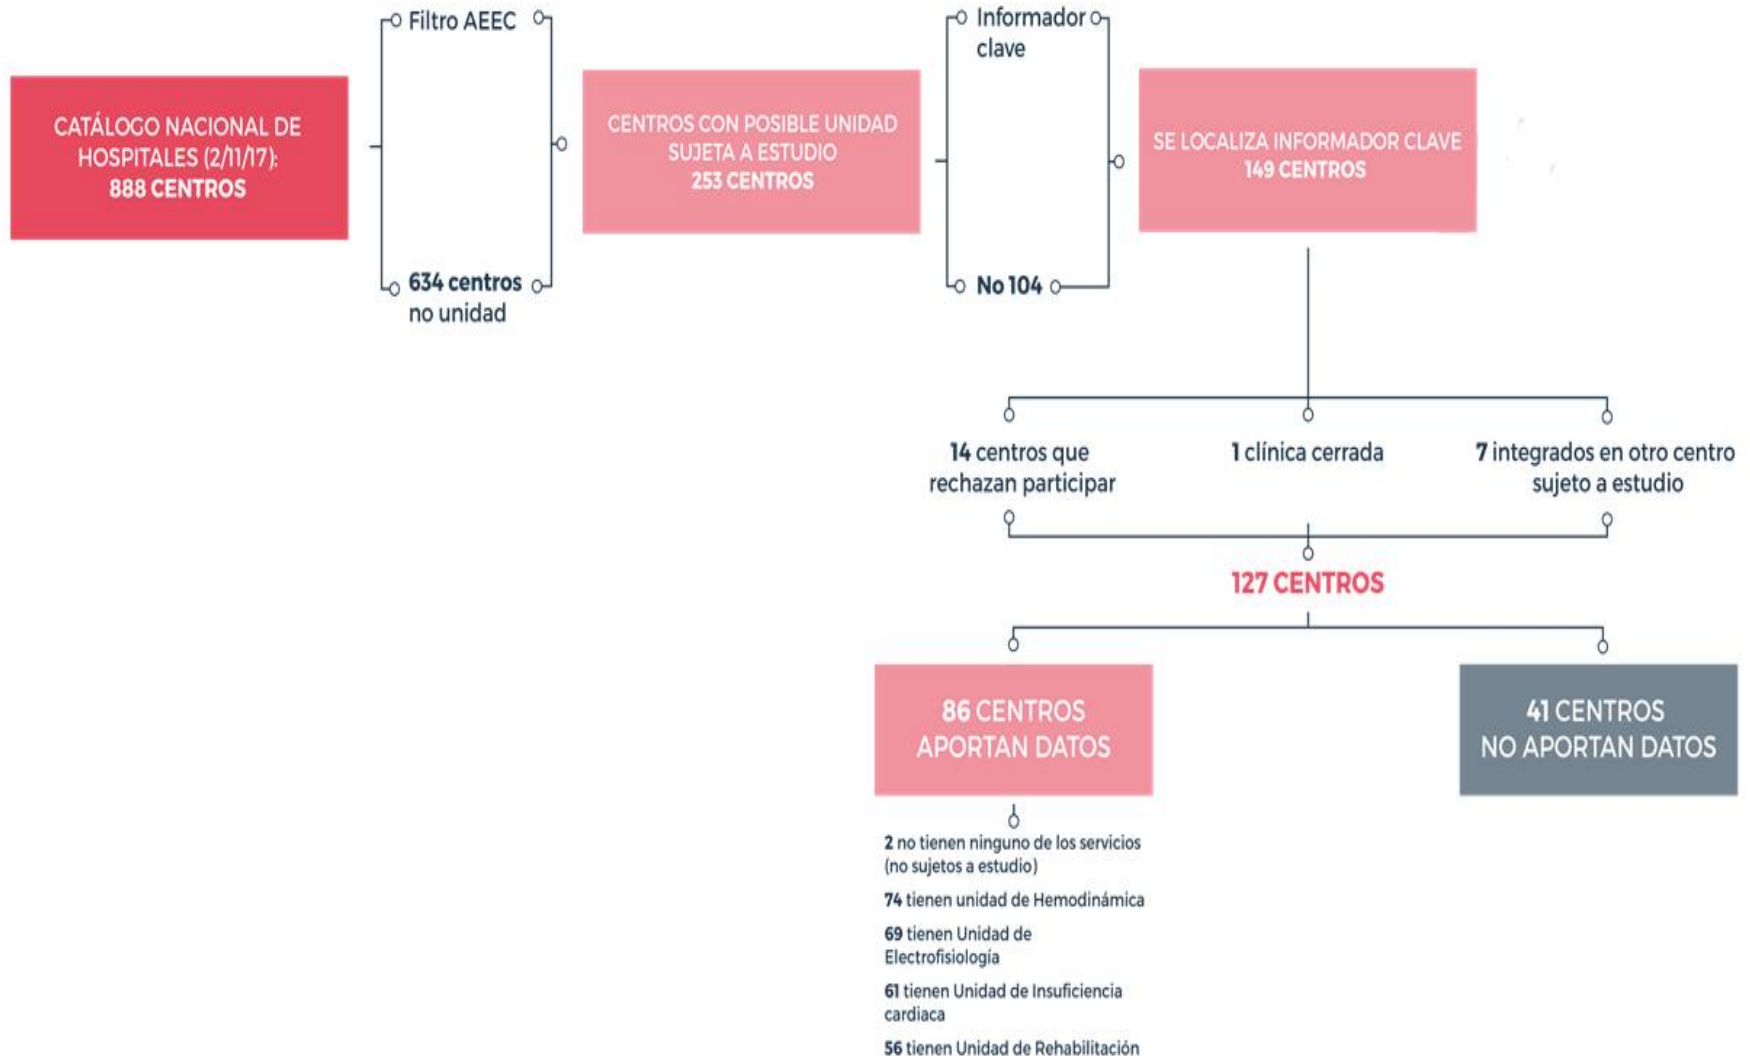 Filtro AEEC
Informador
clave
CATÁLOGO NACIONAL DE
HOSPITALES (2/11/17):
888 CENTROS
CENTROS CON POSIBLE UNIDAD
SUJETA A ESTUDIO
253 CENTROS
SE LOCALIZA INFORMADOR CLAVE
149 CENTROS
634 centros
no unidad
No 104
14 centros que
rechazan participar
1 clínica cerrada
7 integrados en otro centro
sujeto a estudio
127 CENTROS
86 CENTROS
APORTAN DATOS
41 CENTROS
NO APORTAN DATOS
2 no tienen ninguno de los servicios
(no sujetos a estudio)
74 tienen unidad de Hemodinámica
69 tienen Unidad de
Electrofisiología
61 tienen Unidad de Insuficiencia
cardiaca
56 tienen Unidad de Rehabilitación